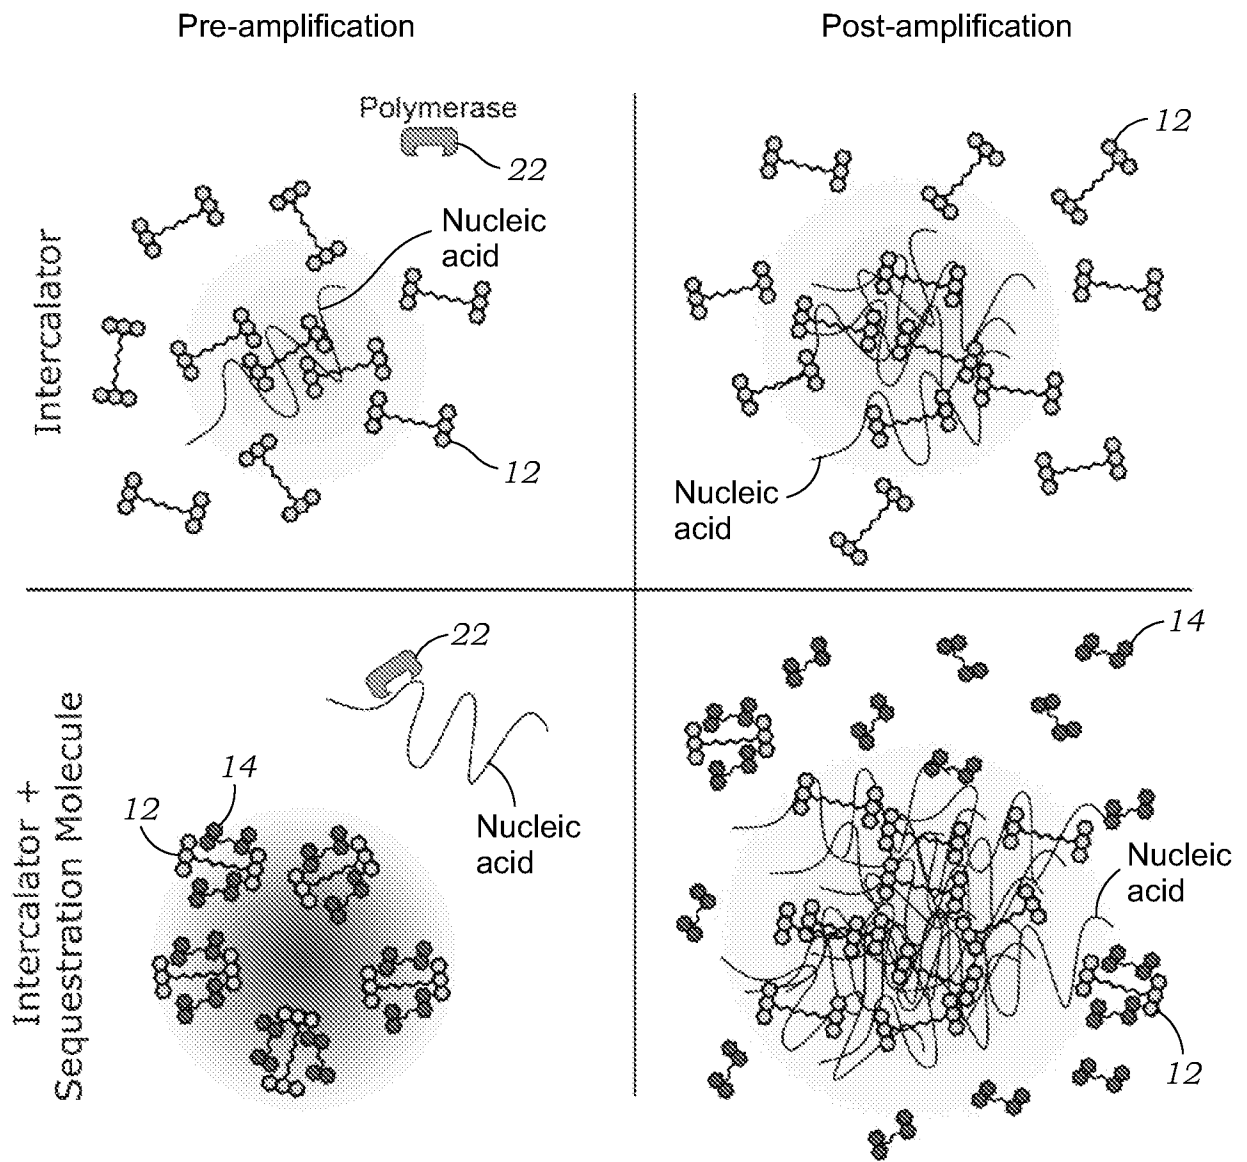 Pre-amplification
Post-amplification
Polymerase
22
12
Nucleic
acid
Intercalator
12
Nucleic
acid
22
14
14
12
Nucleic
acid
Nucleic
acid
Intercalator +
Sequestration Molecule
12